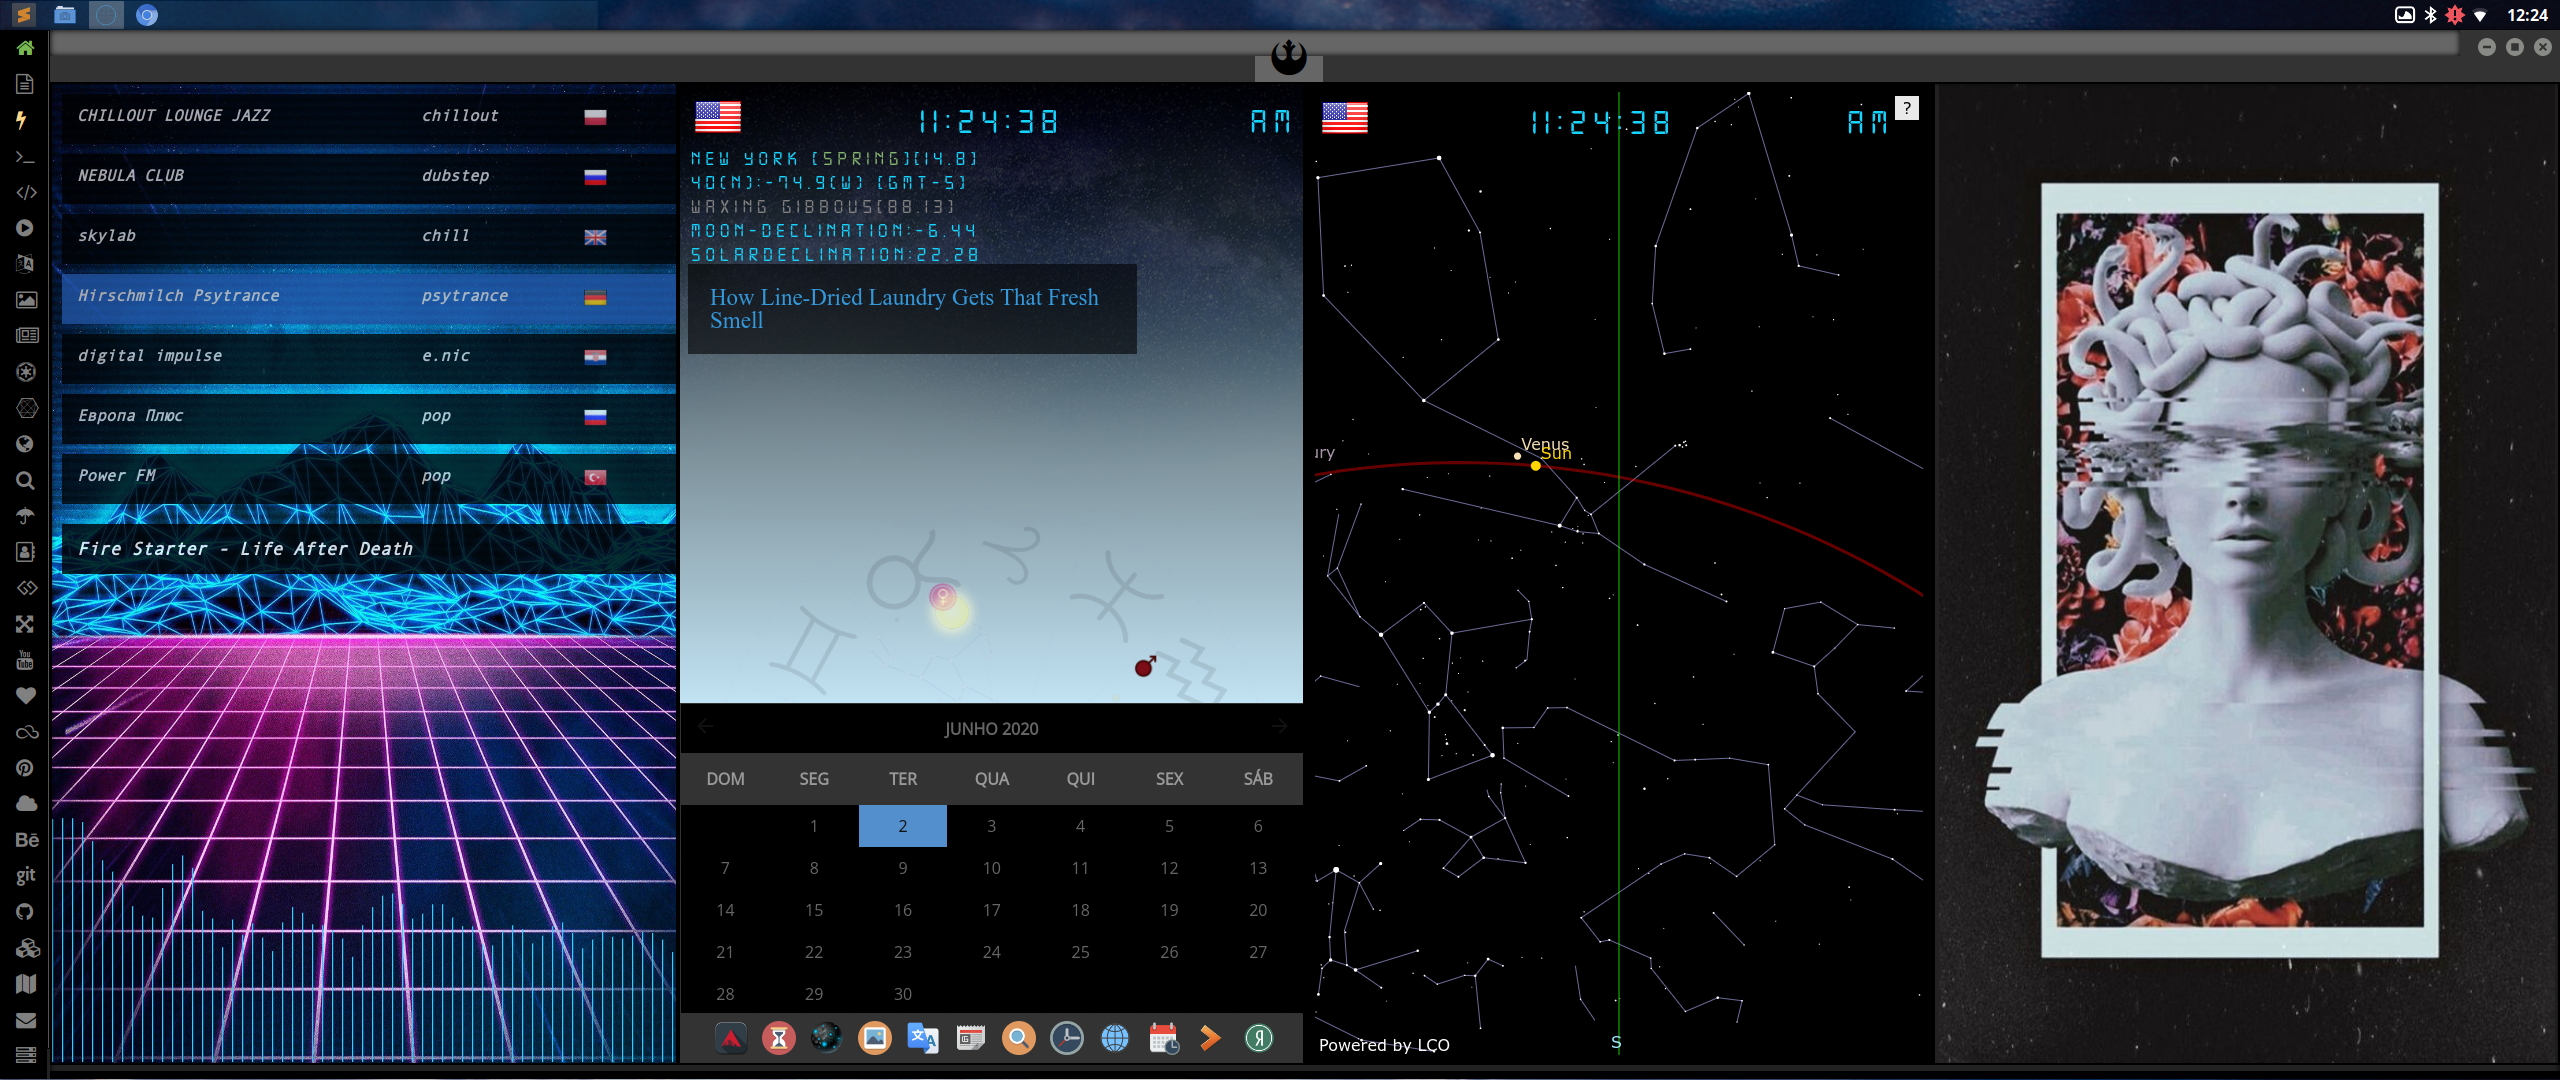 12:24
CHILLOUT LOUNGE JAZZ chillout
NEBULA CLUB dubstep
skylab chill
Hirschmilch Psytrance psytrance
digital impulse e.nic
Европа Плюс pop
Power FM pop
Fire Starter - Life After Death
You
Tube
Bē
git
11:24:38 AM
NEW YORK [SPRING][14.8]
40(N):-74.9(W) [GMT-5]
WAXING GIBBOUS[88.13]
MOON-DECLINATION:-6.44
SOLARDECLINATION:22.28
How Line-Dried Laundry Gets That Fresh
Smell
JUNHO 2020
DOM SEG TER QUA QUI SEX SÁB
1 2 3 4 5 6
7 8 9 10 11 12 13
14 15 16 17 18 19 20
21 22 23 24 25 26 27
28 29 30
Я
11:24:38 AM ?
Venus
Sun
ury
S
Powered by LCO